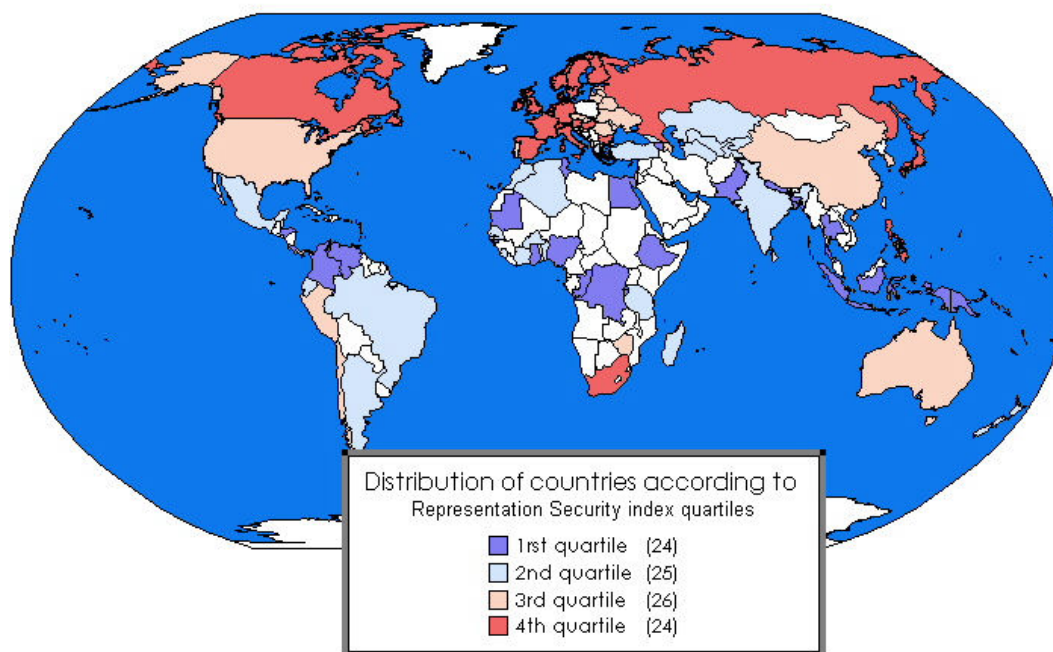 Distribution of countries according to
Representation Security index quartiles
1rst quartile (24)
2nd quartile (25)
3rd quartile (26)
4th quartile (24)